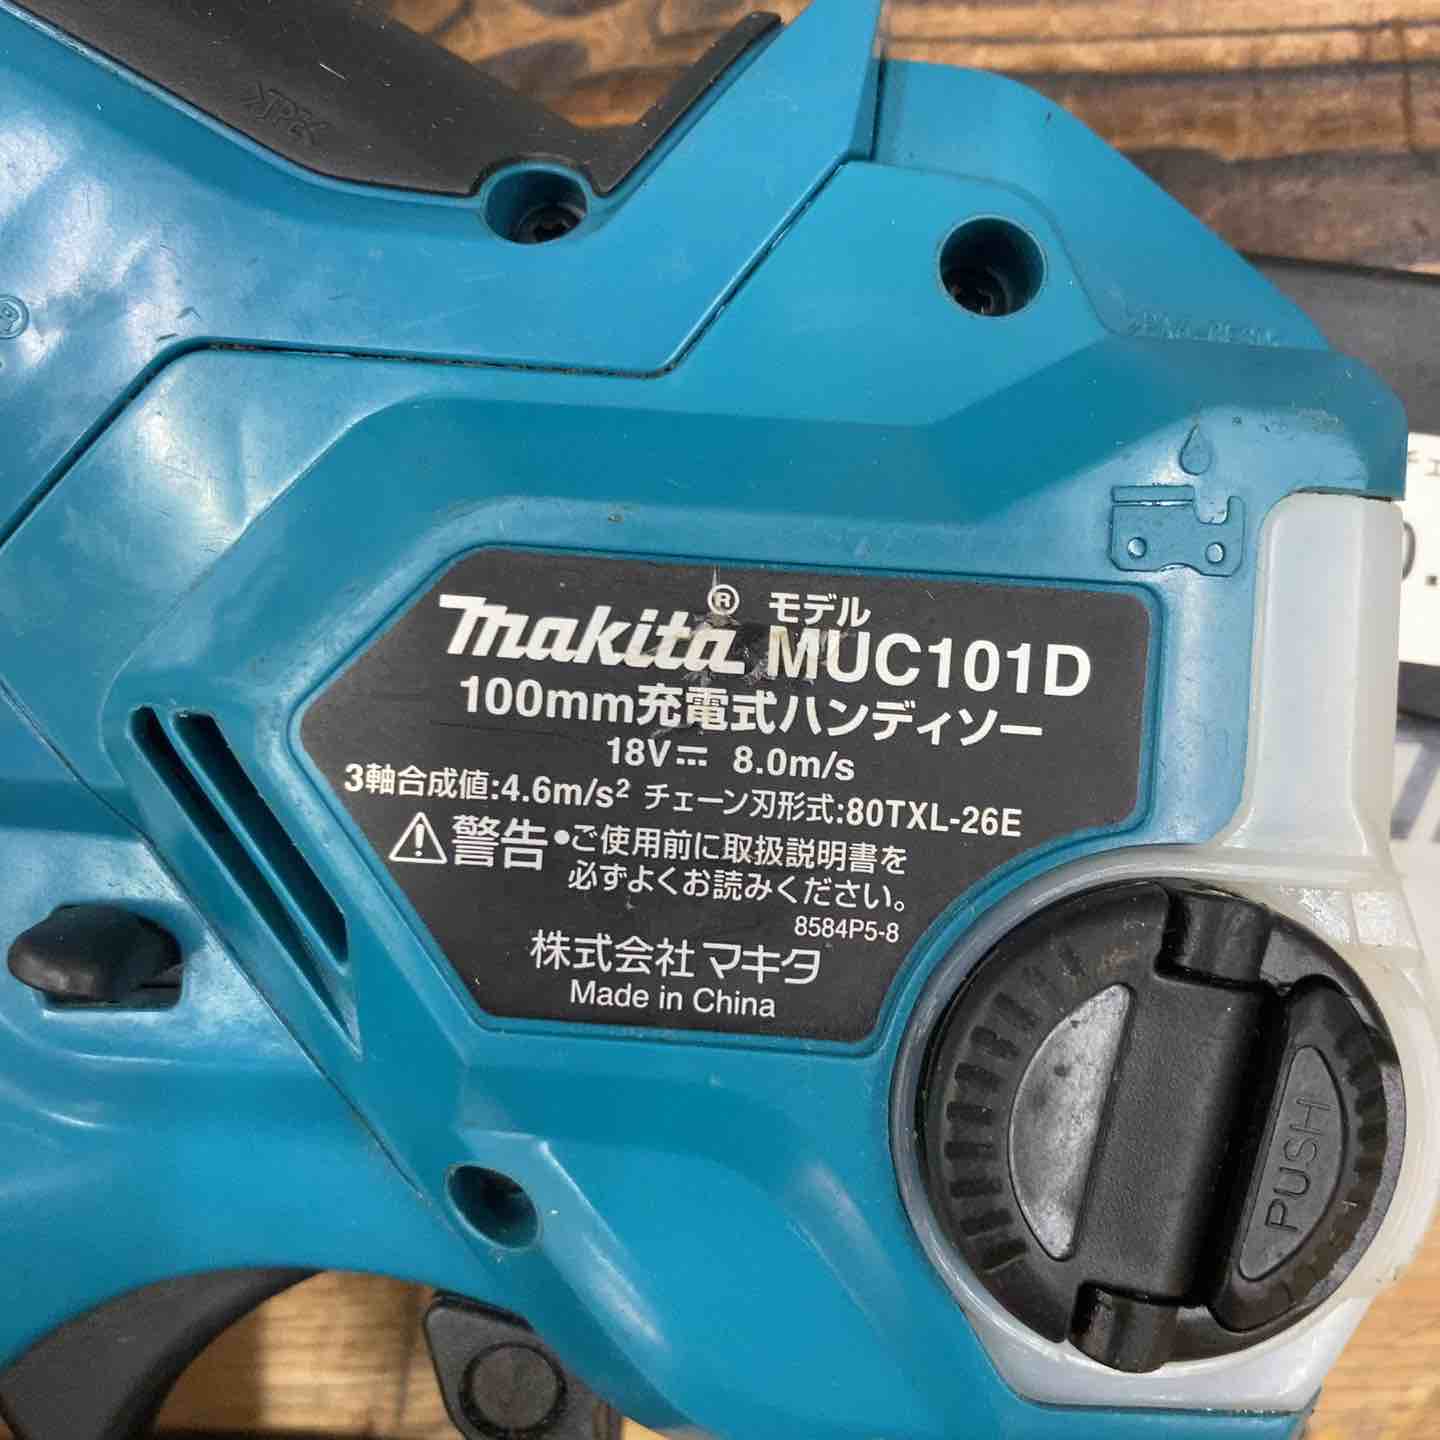 >TPE<
makita® モデル MUC101D
100mm充電式ハンディソー
18V⎓ 8.0m/s
3軸合成値:4.6m/s² チェーン刃形式:80TXL-26E
⚠警告 •ご使用前に取扱説明書を
必ずよくお読みください。
8584P5-8
株式会社マキタ
Made in China
PUSH